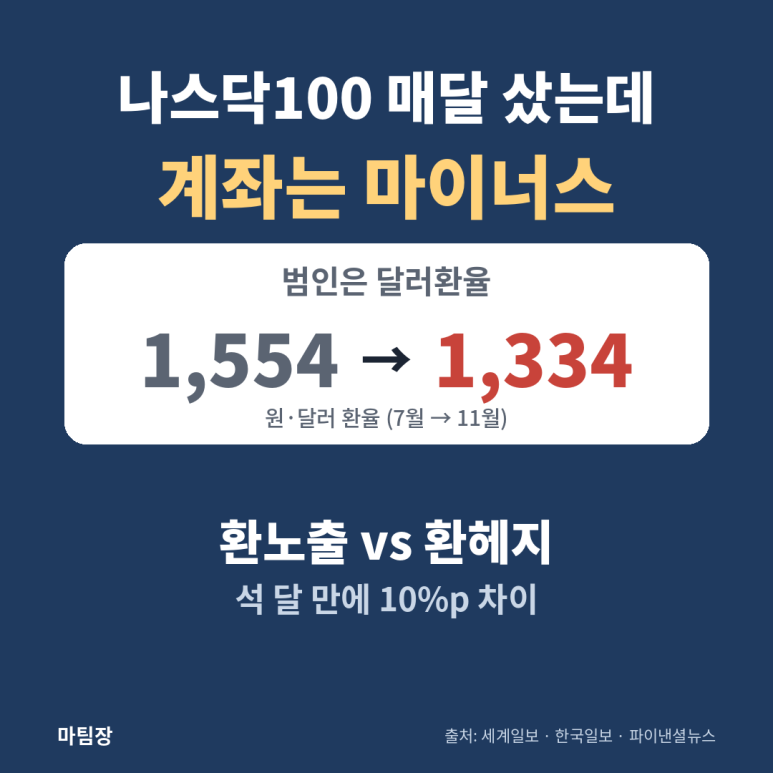 나스닥100 매달 샀는데
계좌는 마이너스
범인은 달러환율
1,554 → 1,334
원·달러 환율 (7월 → 11월)
환노출 vs 환헤지
석 달 만에 10%p 차이
마팀장
출처: 세계일보 · 한국일보 · 파이낸셜뉴스